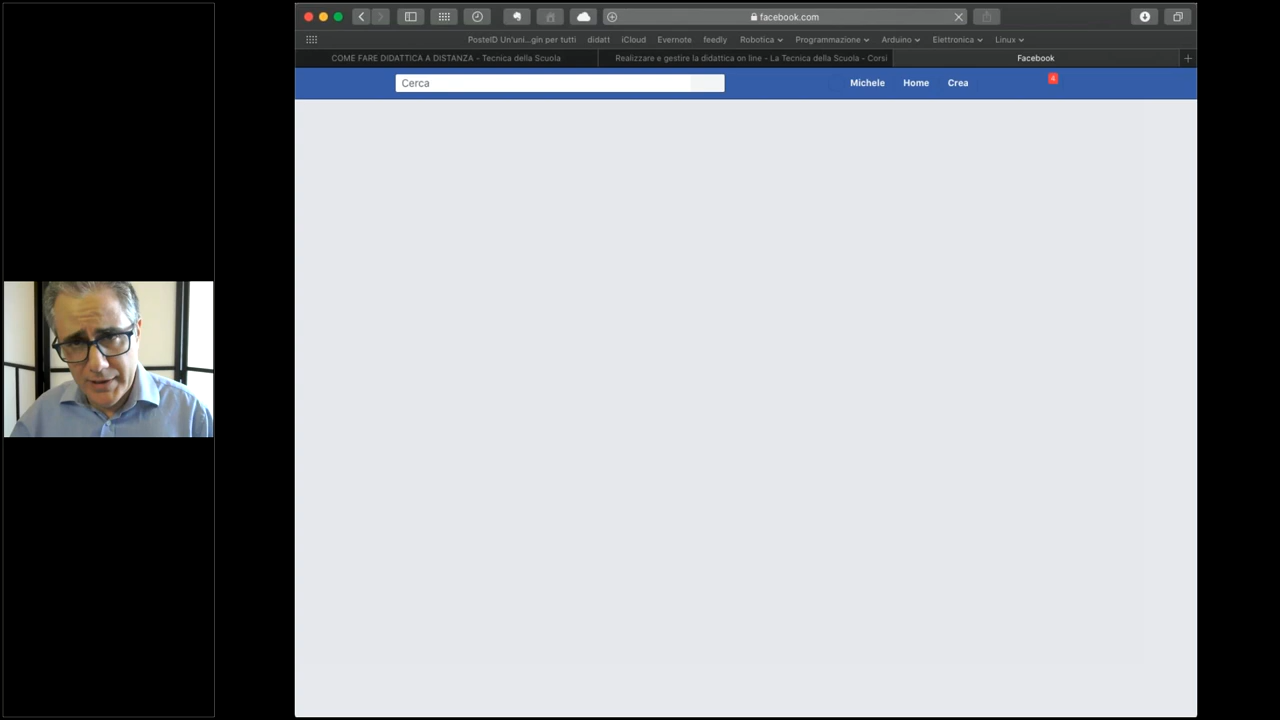 facebook.com
PosteID Un'uni...gin per tutti didatt iCloud Evernote feedly Robotica Programmazione Arduino Elettronica Linux
COME FARE DIDATTICA A DISTANZA - Tecnica della Scuola Realizzare e gestire la didattica on line - La Tecnica della Scuola - Corsi Facebook
Cerca Michele Home Crea 4